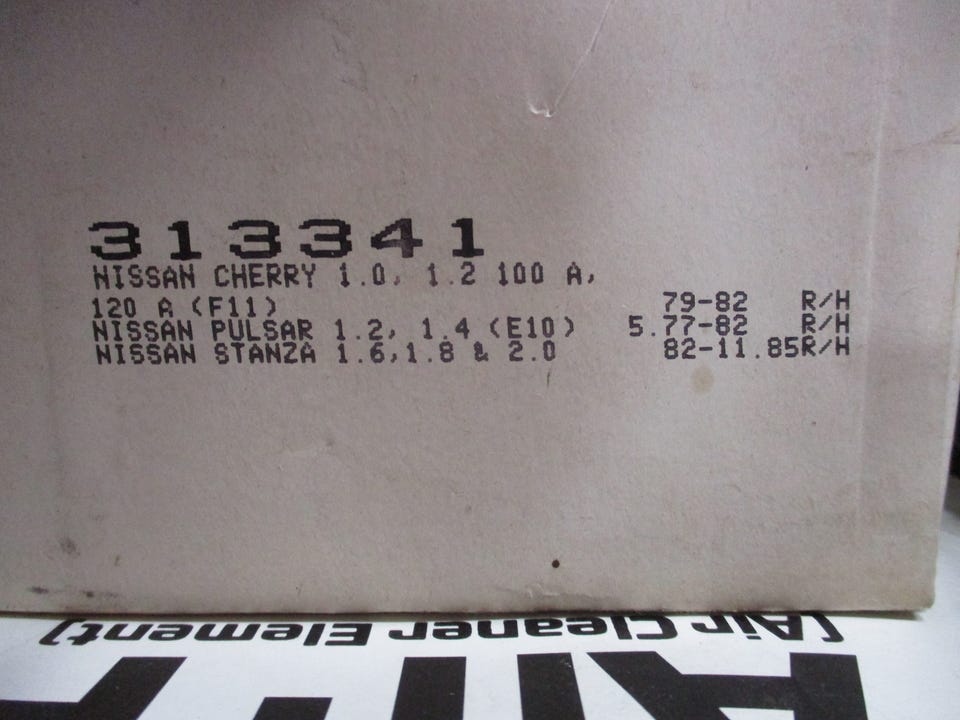 313341
NISSAN CHERRY 1.0, 1.2 100 A,
120 A (F11) 79-82 R/H
NISSAN PULSAR 1.2, 1.4 (E10) 5.77-82 R/H
NISSAN STANZA 1.6,1.8 & 2.0 82-11.85R/H
(Air Cleaner Element)